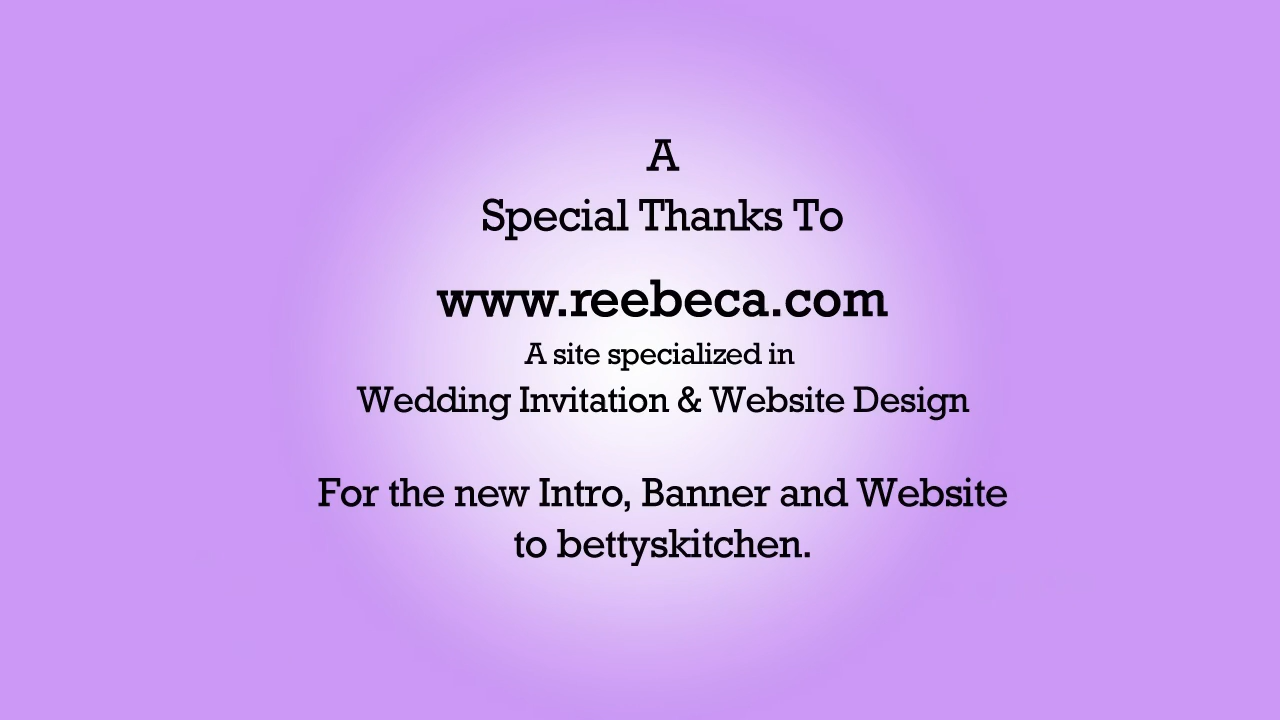 A
Special Thanks To
www.reebeca.com
A site specialized in
Wedding Invitation & Website Design
For the new Intro, Banner and Website
to bettyskitchen.